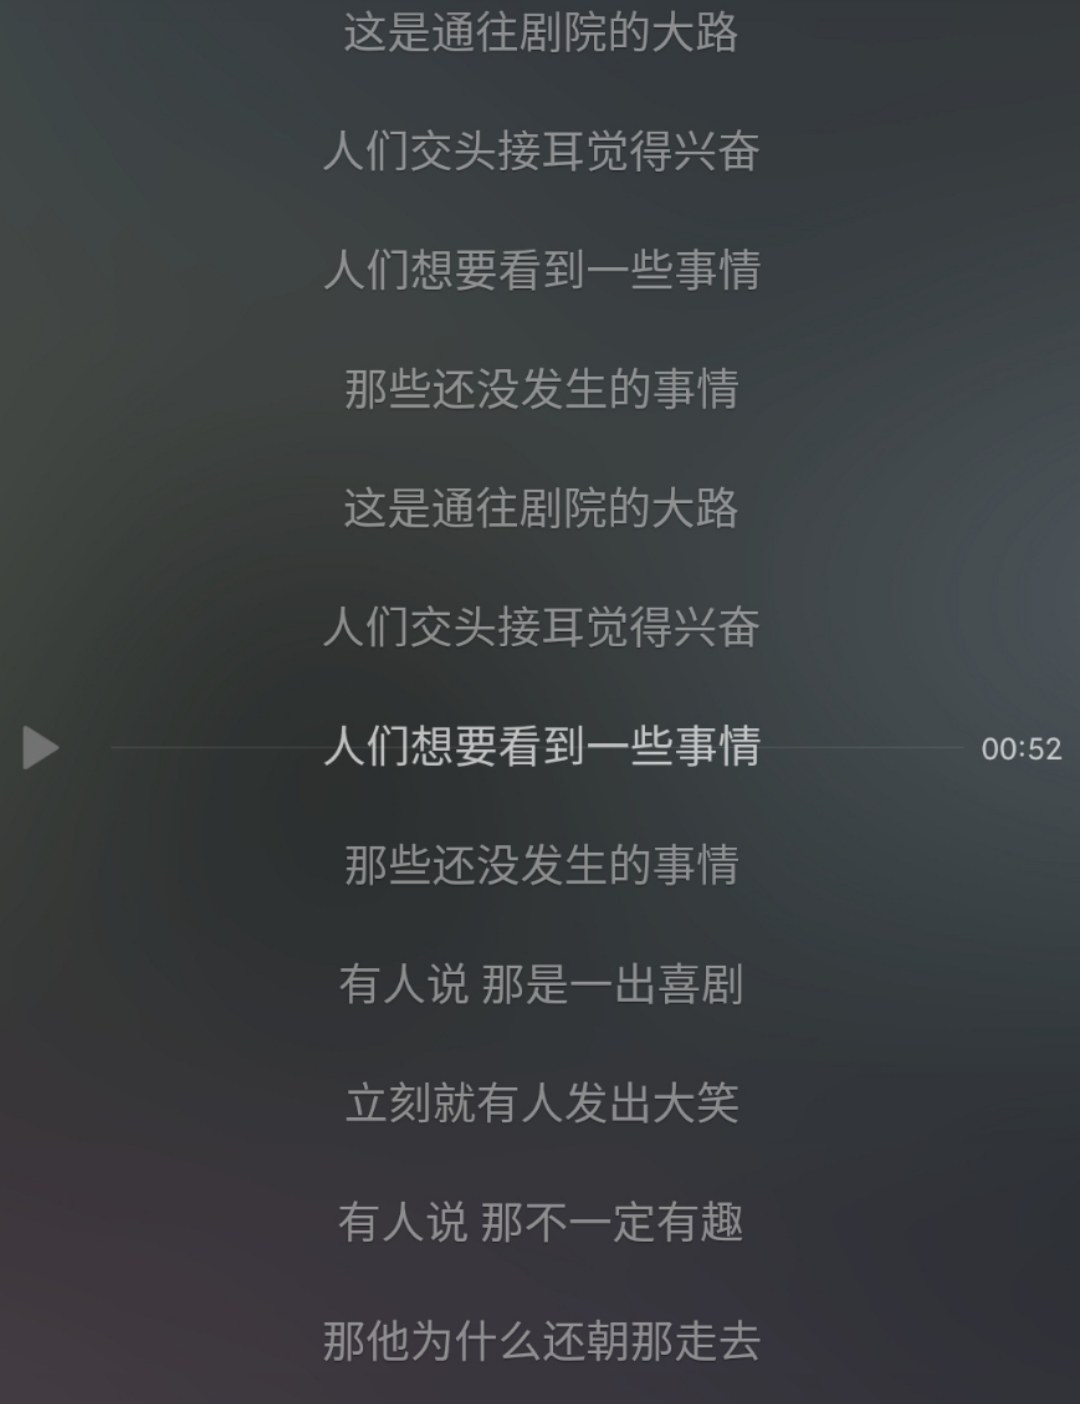 这是通往剧院的大路
人们交头接耳觉得兴奋
人们想要看到一些事情
那些还没发生的事情
这是通往剧院的大路
人们交头接耳觉得兴奋
人们想要看到一些事情 00:52
那些还没发生的事情
有人说 那是一出喜剧
立刻就有人发出大笑
有人说 那不一定有趣
那他为什么还朝那走去